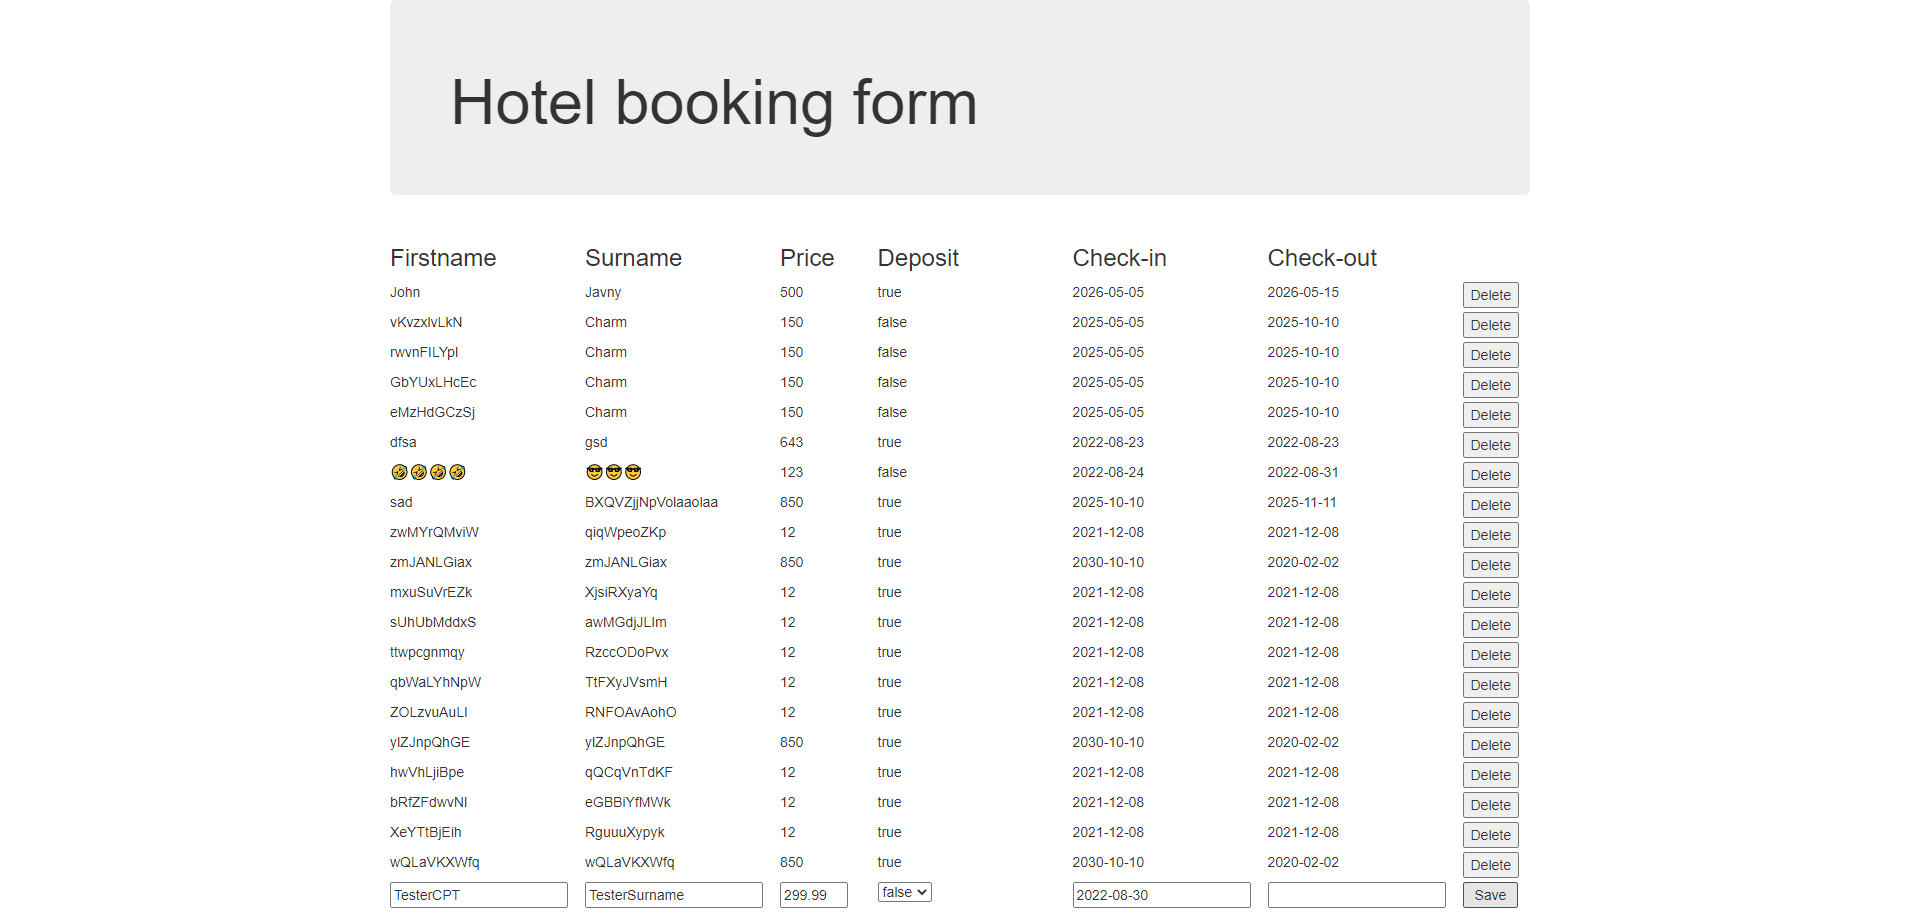 Hotel booking form
Firstname Surname Price Deposit Check-in Check-out
John Javny 500 true 2026-05-05 2026-05-15 Delete
vKvzxlvLkN Charm 150 false 2025-05-05 2025-10-10 Delete
rwvnFILYpI Charm 150 false 2025-05-05 2025-10-10 Delete
GbYUxLHcEc Charm 150 false 2025-05-05 2025-10-10 Delete
eMzHdGCzSj Charm 150 false 2025-05-05 2025-10-10 Delete
dfsa gsd 643 true 2022-08-23 2022-08-23 Delete
🤣🤣🤣🤣 😎😎😎 123 false 2022-08-24 2022-08-31 Delete
sad BXQVZjjNpVolaaolaa 850 true 2025-10-10 2025-11-11 Delete
zwMYrQMviW qiqWpeoZKp 12 true 2021-12-08 2021-12-08 Delete
zmJANLGiax zmJANLGiax 850 true 2030-10-10 2020-02-02 Delete
mxuSuVrEZk XjsiRXyaYq 12 true 2021-12-08 2021-12-08 Delete
sUhUbMddxS awMGdjJLIm 12 true 2021-12-08 2021-12-08 Delete
ttwpcgnmqy RzccODoPvx 12 true 2021-12-08 2021-12-08 Delete
qbWaLYhNpW TtFXyJVsmH 12 true 2021-12-08 2021-12-08 Delete
ZOLzvuAuLI RNFOAvAohO 12 true 2021-12-08 2021-12-08 Delete
yIZJnpQhGE yIZJnpQhGE 850 true 2030-10-10 2020-02-02 Delete
hwVhLjiBpe qQCqVnTdKF 12 true 2021-12-08 2021-12-08 Delete
bRfZFdwvNI eGBBiYfMWk 12 true 2021-12-08 2021-12-08 Delete
XeYTtBjEih RguuuXypyk 12 true 2021-12-08 2021-12-08 Delete
wQLaVKXWfq wQLaVKXWfq 850 true 2030-10-10 2020-02-02 Delete
TesterCPT TesterSurname 299.99 false 2022-08-30 Save